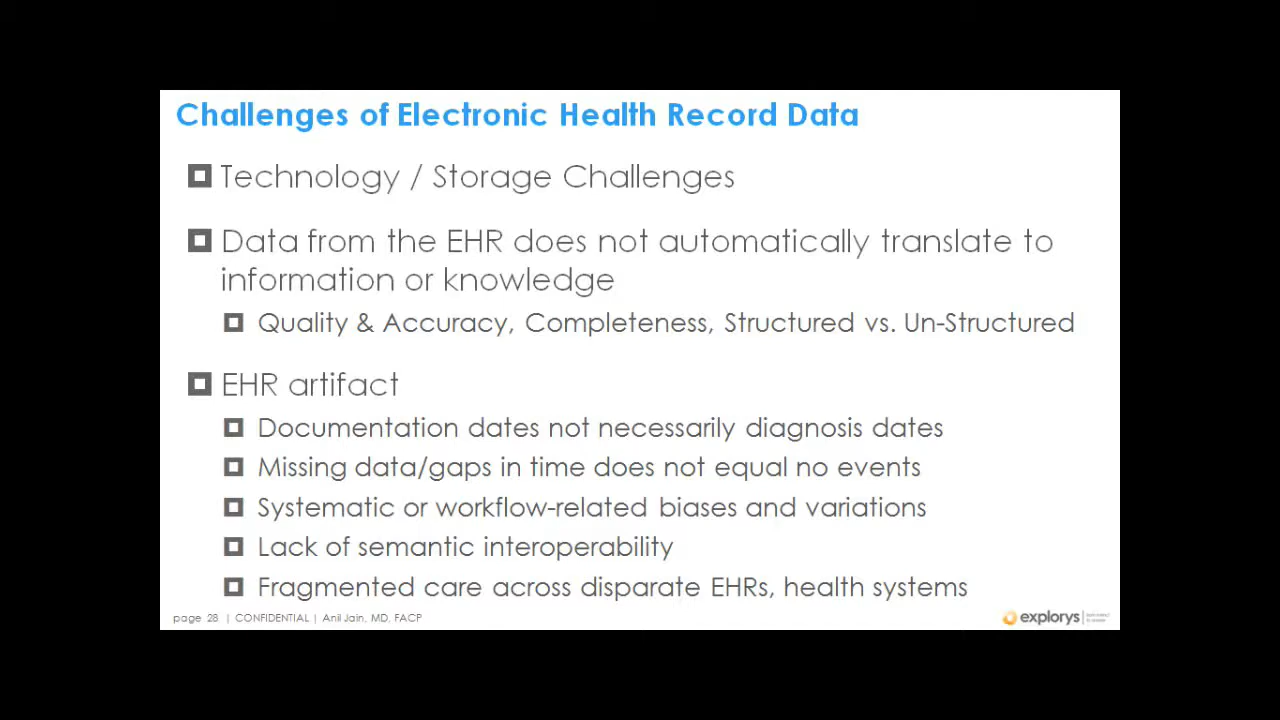 Challenges of Electronic Health Record Data
Technology / Storage Challenges
Data from the EHR does not automatically translate to
information or knowledge
Quality & Accuracy, Completeness, Structured vs. Un-Structured
EHR artifact
Documentation dates not necessarily diagnosis dates
Missing data/gaps in time does not equal no events
Systematic or workflow-related biases and variations
Lack of semantic interoperability
Fragmented care across disparate EHRs, health systems
page 28 | CONFIDENTIAL | Anil Jain, MD, FACP
explorys